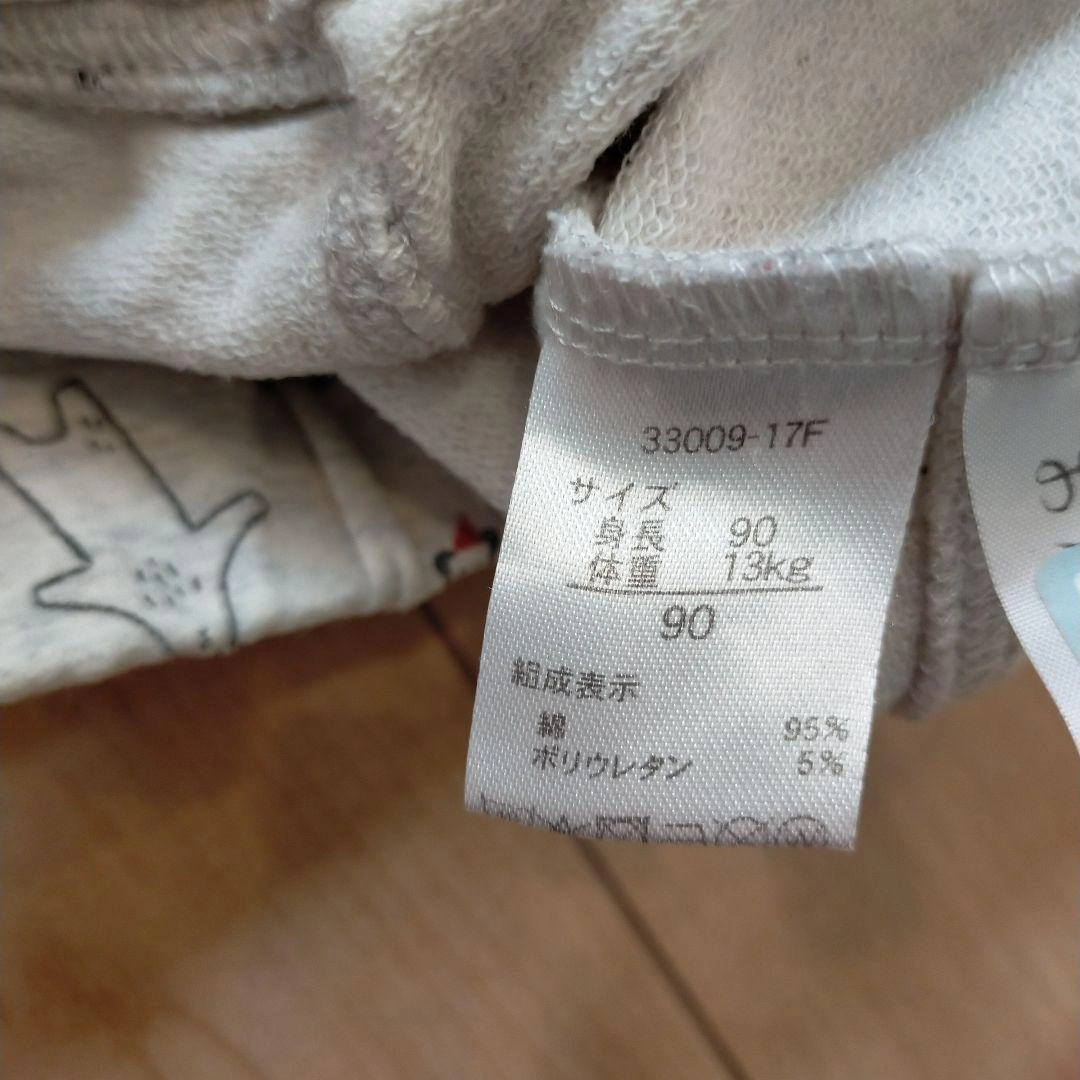 33009-17F
サイズ
身長 90
体重 13kg
90
組成表示
綿 95%
ポリウレタン 5%